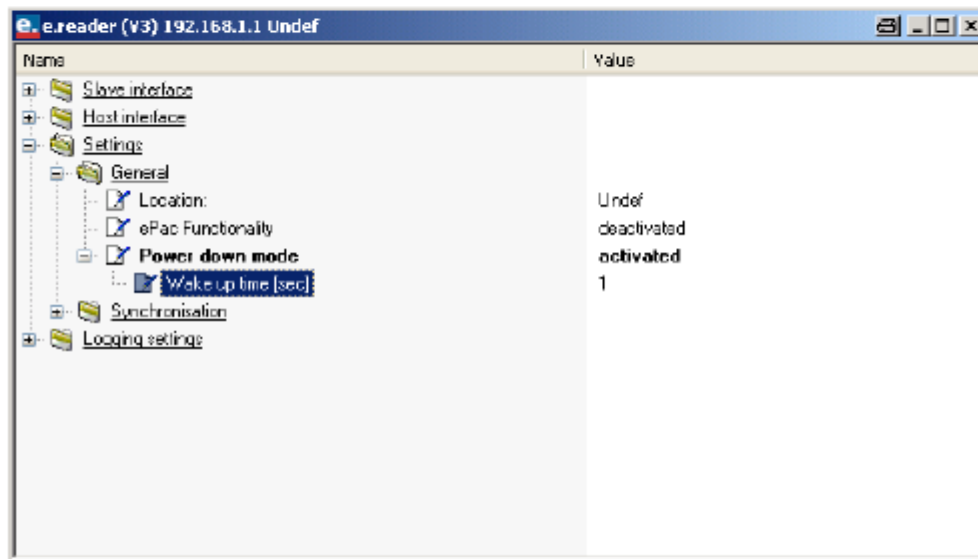 e. e.reader (V3) 192.168.1.1 Undef
Name Value
Slave interface
Host interface
Settings
General
Location: Undef
ePac Functionality deactivated
Power down mode activated
Wake up time [sec] 1
Synchronisation
Logging settings